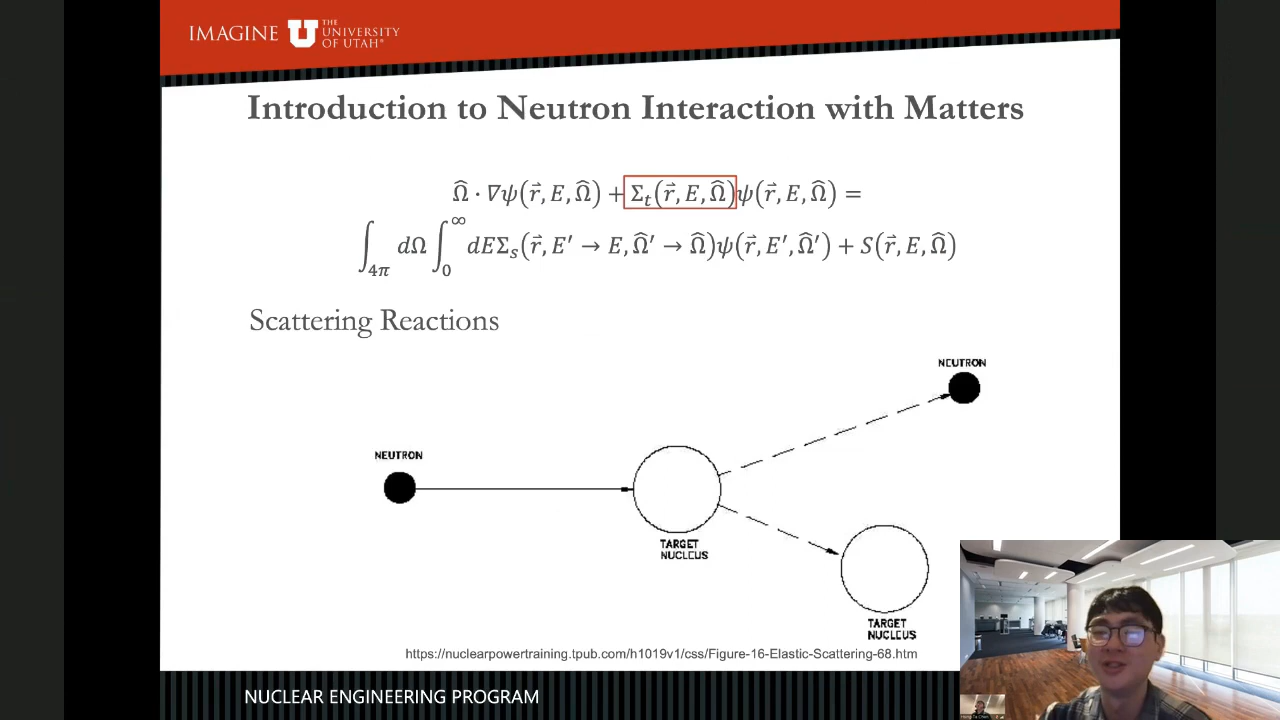 IMAGINE THE UNIVERSITY OF UTAH®
Introduction to Neutron Interaction with Matters
Ω̂ · ∇ψ(r⃗, E, Ω̂) + Σₜ(r⃗, E, Ω̂)ψ(r⃗, E, Ω̂) =
∫₄π dΩ ∫₀^∞ dEΣₛ(r⃗, E′ → E, Ω̂′ → Ω̂)ψ(r⃗, E′, Ω̂′) + S(r⃗, E, Ω̂)
Scattering Reactions
NEUTRON
NEUTRON
TARGET
NUCLEUS
TARGET
NUCLEUS
https://nuclearpowertraining.tpub.com/h1019v1/css/Figure-16-Elastic-Scattering-68.htm
NUCLEAR ENGINEERING PROGRAM